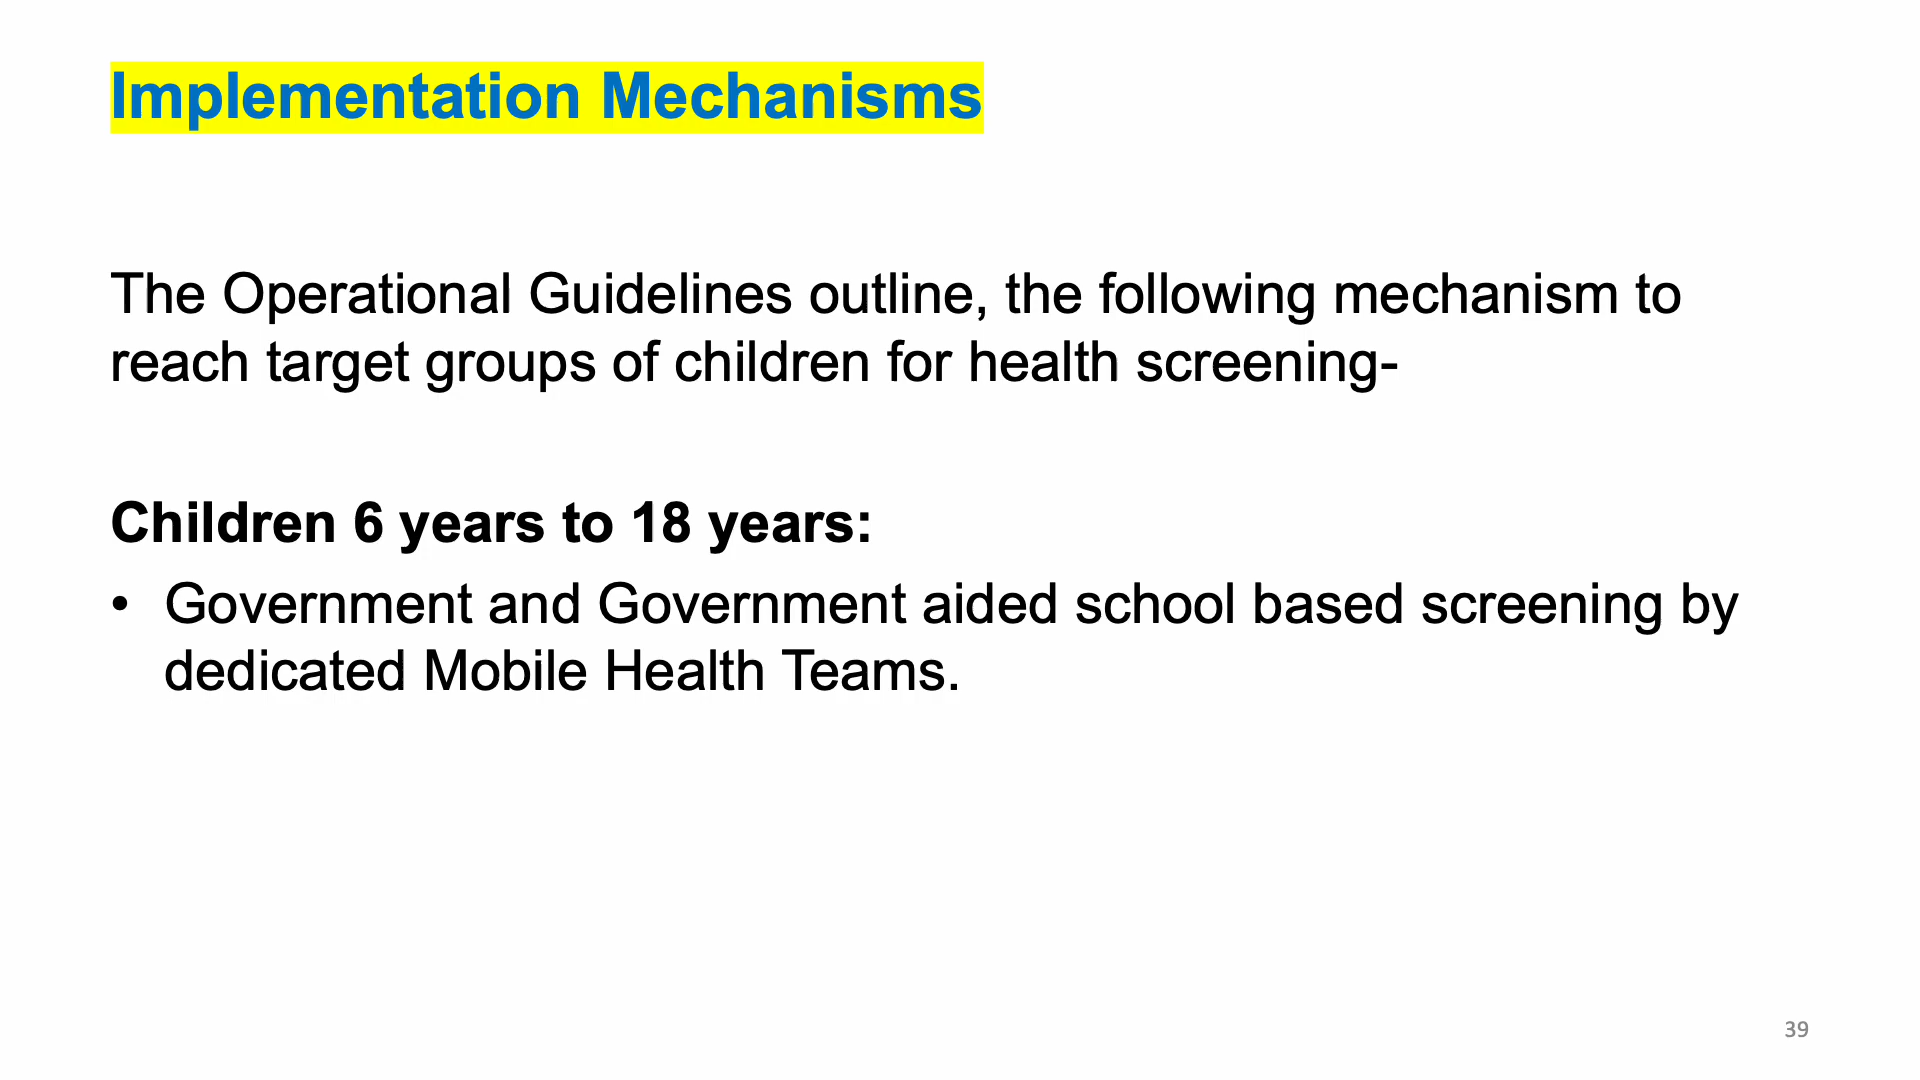 Implementation Mechanisms
The Operational Guidelines outline, the following mechanism to
reach target groups of children for health screening-
Children 6 years to 18 years:
• Government and Government aided school based screening by
dedicated Mobile Health Teams.
39